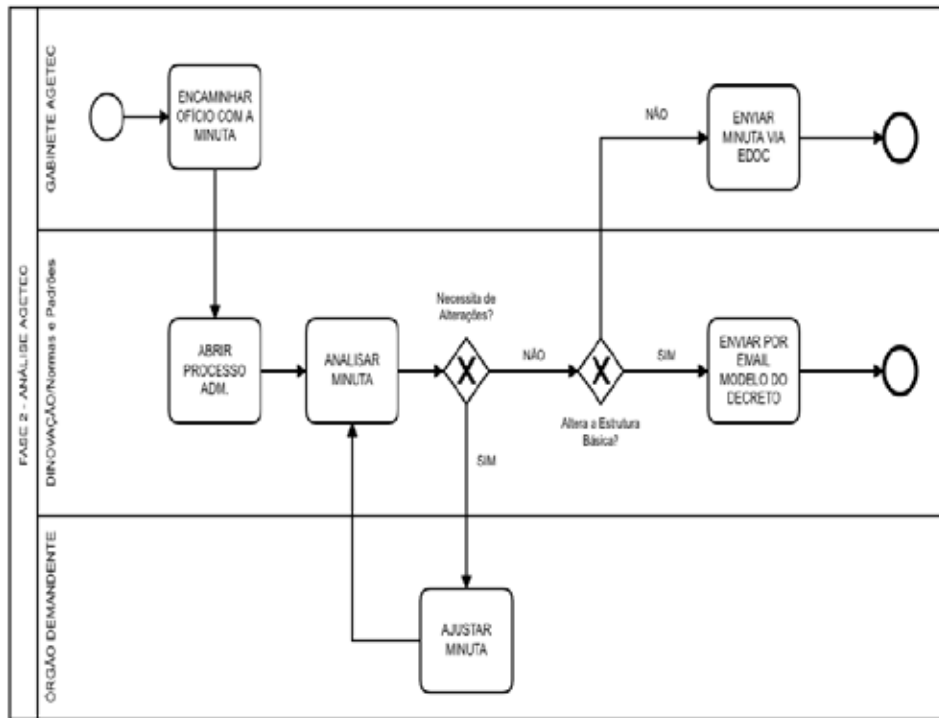 FASE 2 - ANÁLISE AGETEC
GABINETE AGETEC
ENCAMINHAR
OFÍCIO COM A
MINUTA
NÃO
ENVIAR
MINUTA VIA
EDOC
DINOVAÇÃO/Normas e Padrões
ABRIR
PROCESSO
ADM.
ANALISAR
MINUTA
Necessita de
Alterações?
X
NÃO
SIM
X
Altera a Estrutura
Básica?
SIM
ENVIAR POR
EMAIL
MODELO DO
DECRETO
ÓRGÃO DEMANDENTE
AJUSTAR
MINUTA